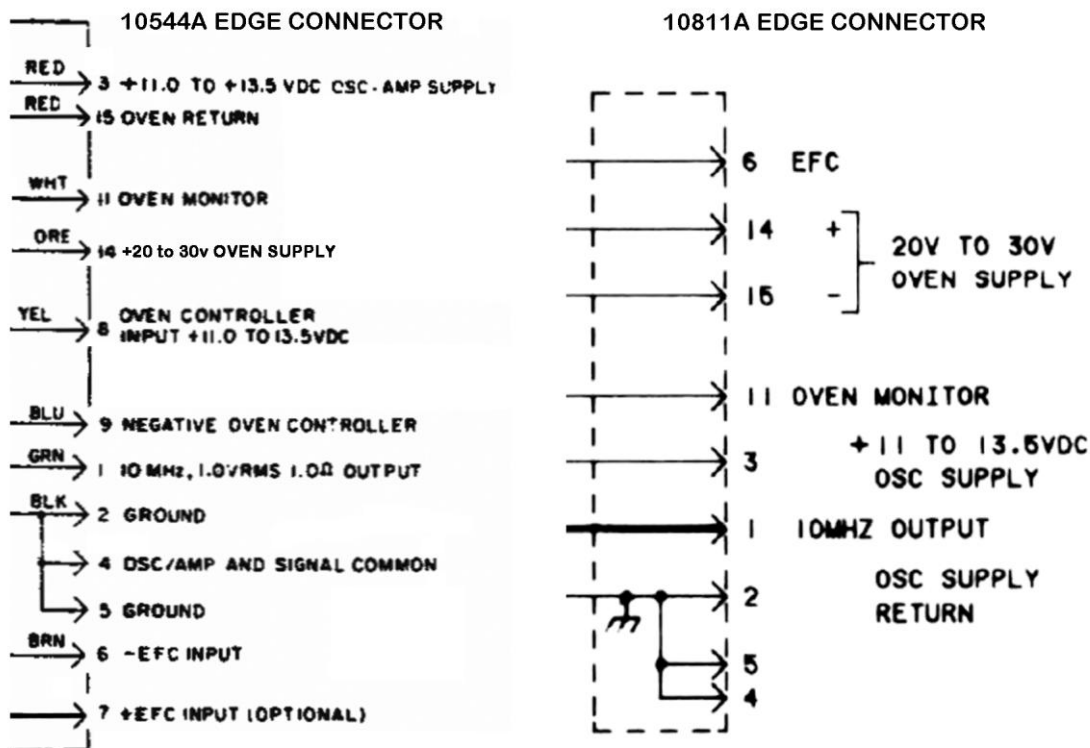 10544A EDGE CONNECTOR
RED
3 +11.0 TO +13.5 VDC OSC-AMP SUPPLY
RED
15 OVEN RETURN
WHT
11 OVEN MONITOR
ORE
14 +20 to 30v OVEN SUPPLY
YEL
8 OVEN CONTROLLER
INPUT +11.0 TO 13.5VDC
BLU
9 NEGATIVE OVEN CONTROLLER
GRN
1 10 MHz, 1.0VRMS 1.0Ω OUTPUT
BLK
2 GROUND
4 OSC/AMP AND SIGNAL COMMON
5 GROUND
BRN
6 -EFC INPUT
7 +EFC INPUT (OPTIONAL)
10811A EDGE CONNECTOR
6 EFC
14 +
15 -
20V TO 30V
OVEN SUPPLY
11 OVEN MONITOR
3 +11 TO 13.5VDC
OSC SUPPLY
1 10MHZ OUTPUT
2 OSC SUPPLY
RETURN
5
4